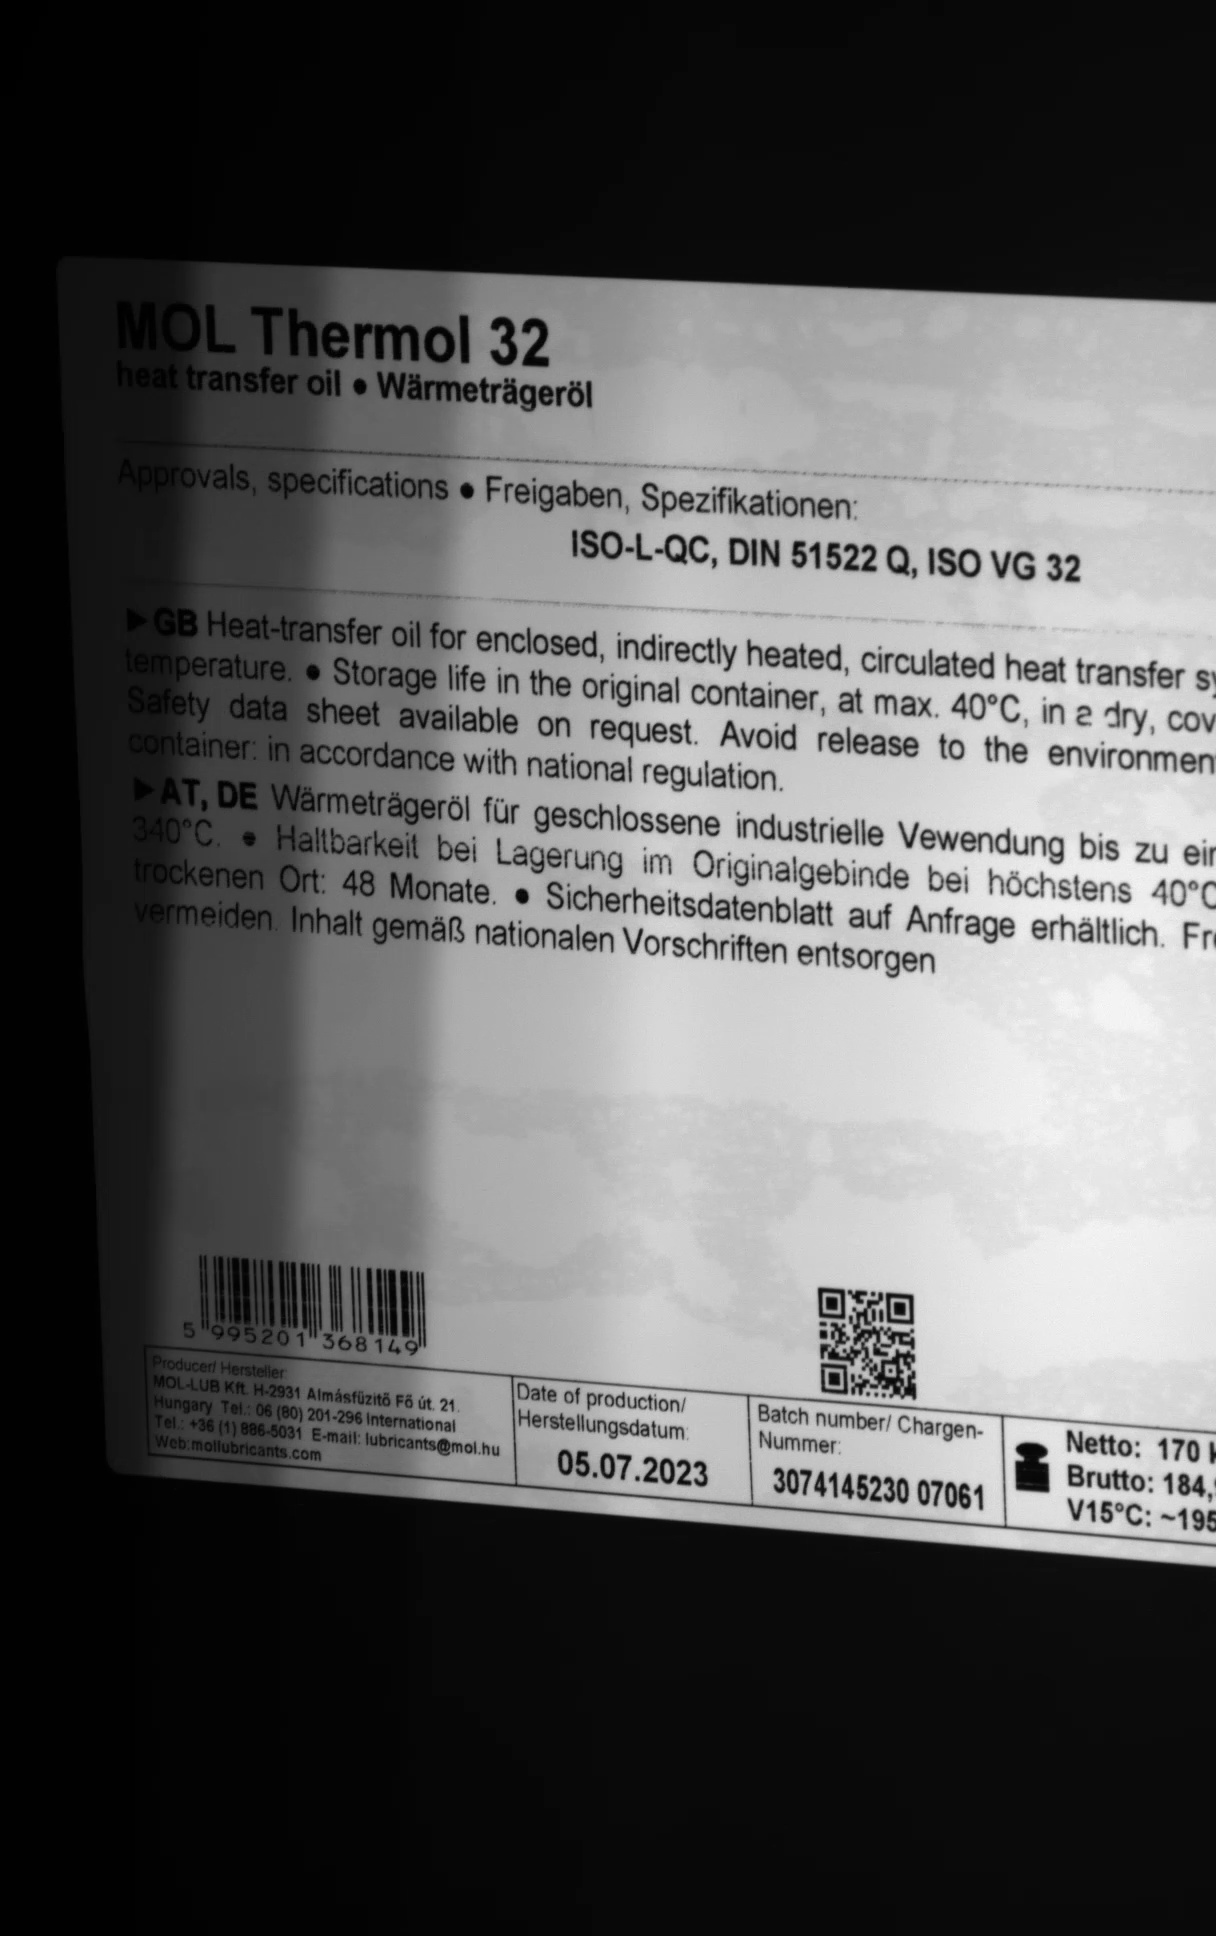 MOL Thermol 32
heat transfer oil ● Wärmeträgeröl
Approvals, specifications ● Freigaben, Spezifikationen:
ISO-L-QC, DIN 51522 Q, ISO VG 32
►GB Heat-transfer oil for enclosed, indirectly heated, circulated heat transfer
temperature. ● Storage life in the original container, at max. 40°C, in a dry,
Safety data sheet available on request. Avoid release to the
container: in accordance with national regulation.
►AT, DE Wärmeträgeröl für geschlossene industrielle Vewendung bis zu
340°C. ● Haltbarkeit bei Lagerung im Originalgebinde bei höchstens 40°C
trockenen Ort: 48 Monate. ● Sicherheitsdatenblatt auf Anfrage erhältlich.
vermeiden. Inhalt gemäß nationalen Vorschriften entsorgen
5 995201 368149
Producer/ Hersteller:
MOL-LUB Kft. H-2931 Almásfüzitő Fő út. 21.
Hungary Tel.: 06 (80) 201-296 International
Tel.: +36 (1) 886-5031 E-mail: lubricants@mol.hu
Web:mollubricants.com
Date of production/
Herstellungsdatum:
05.07.2023
Batch number/ Chargen-
Nummer:
3074145230 07061
Netto: 170
Brutto: 184,
V15°C: ~195